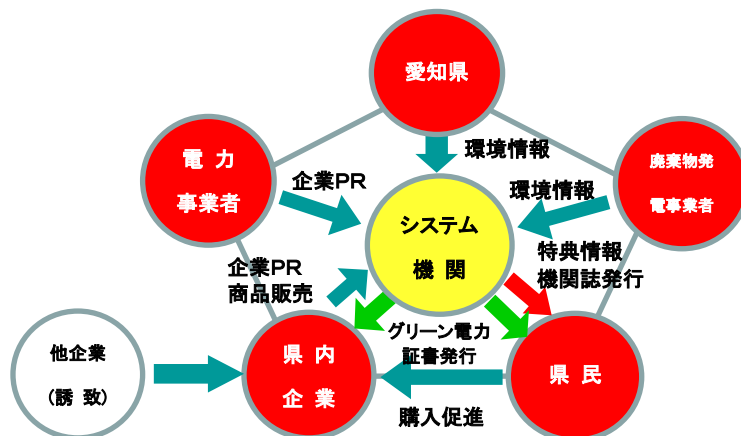 愛知県
電 力
事業者
環境情報
廃棄物発
電事業者
企業PR
環境情報
システム
機 関
企業PR
商品販売
特典情報
機関誌発行
グリーン電力
証書発行
他企業
(誘 致)
県 内
企 業
県 民
購入促進